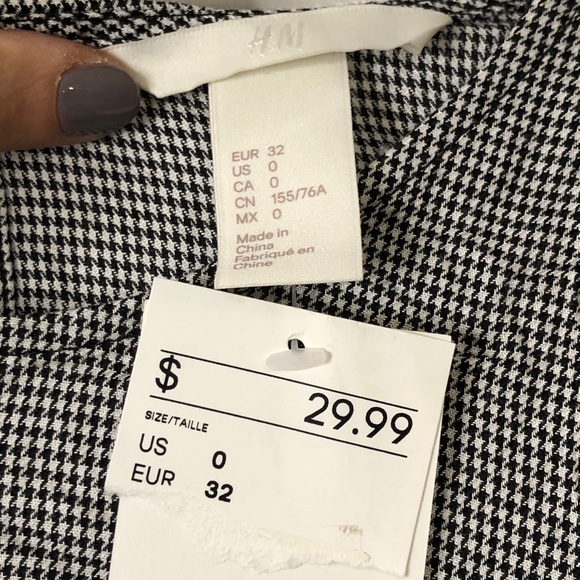 H&M
EUR 32
US 0
CA 0
CN 155/76A
MX 0
Made in
China
Fabriqué en
Chine
$ 29.99
SIZE/TAILLE
US 0
EUR 32